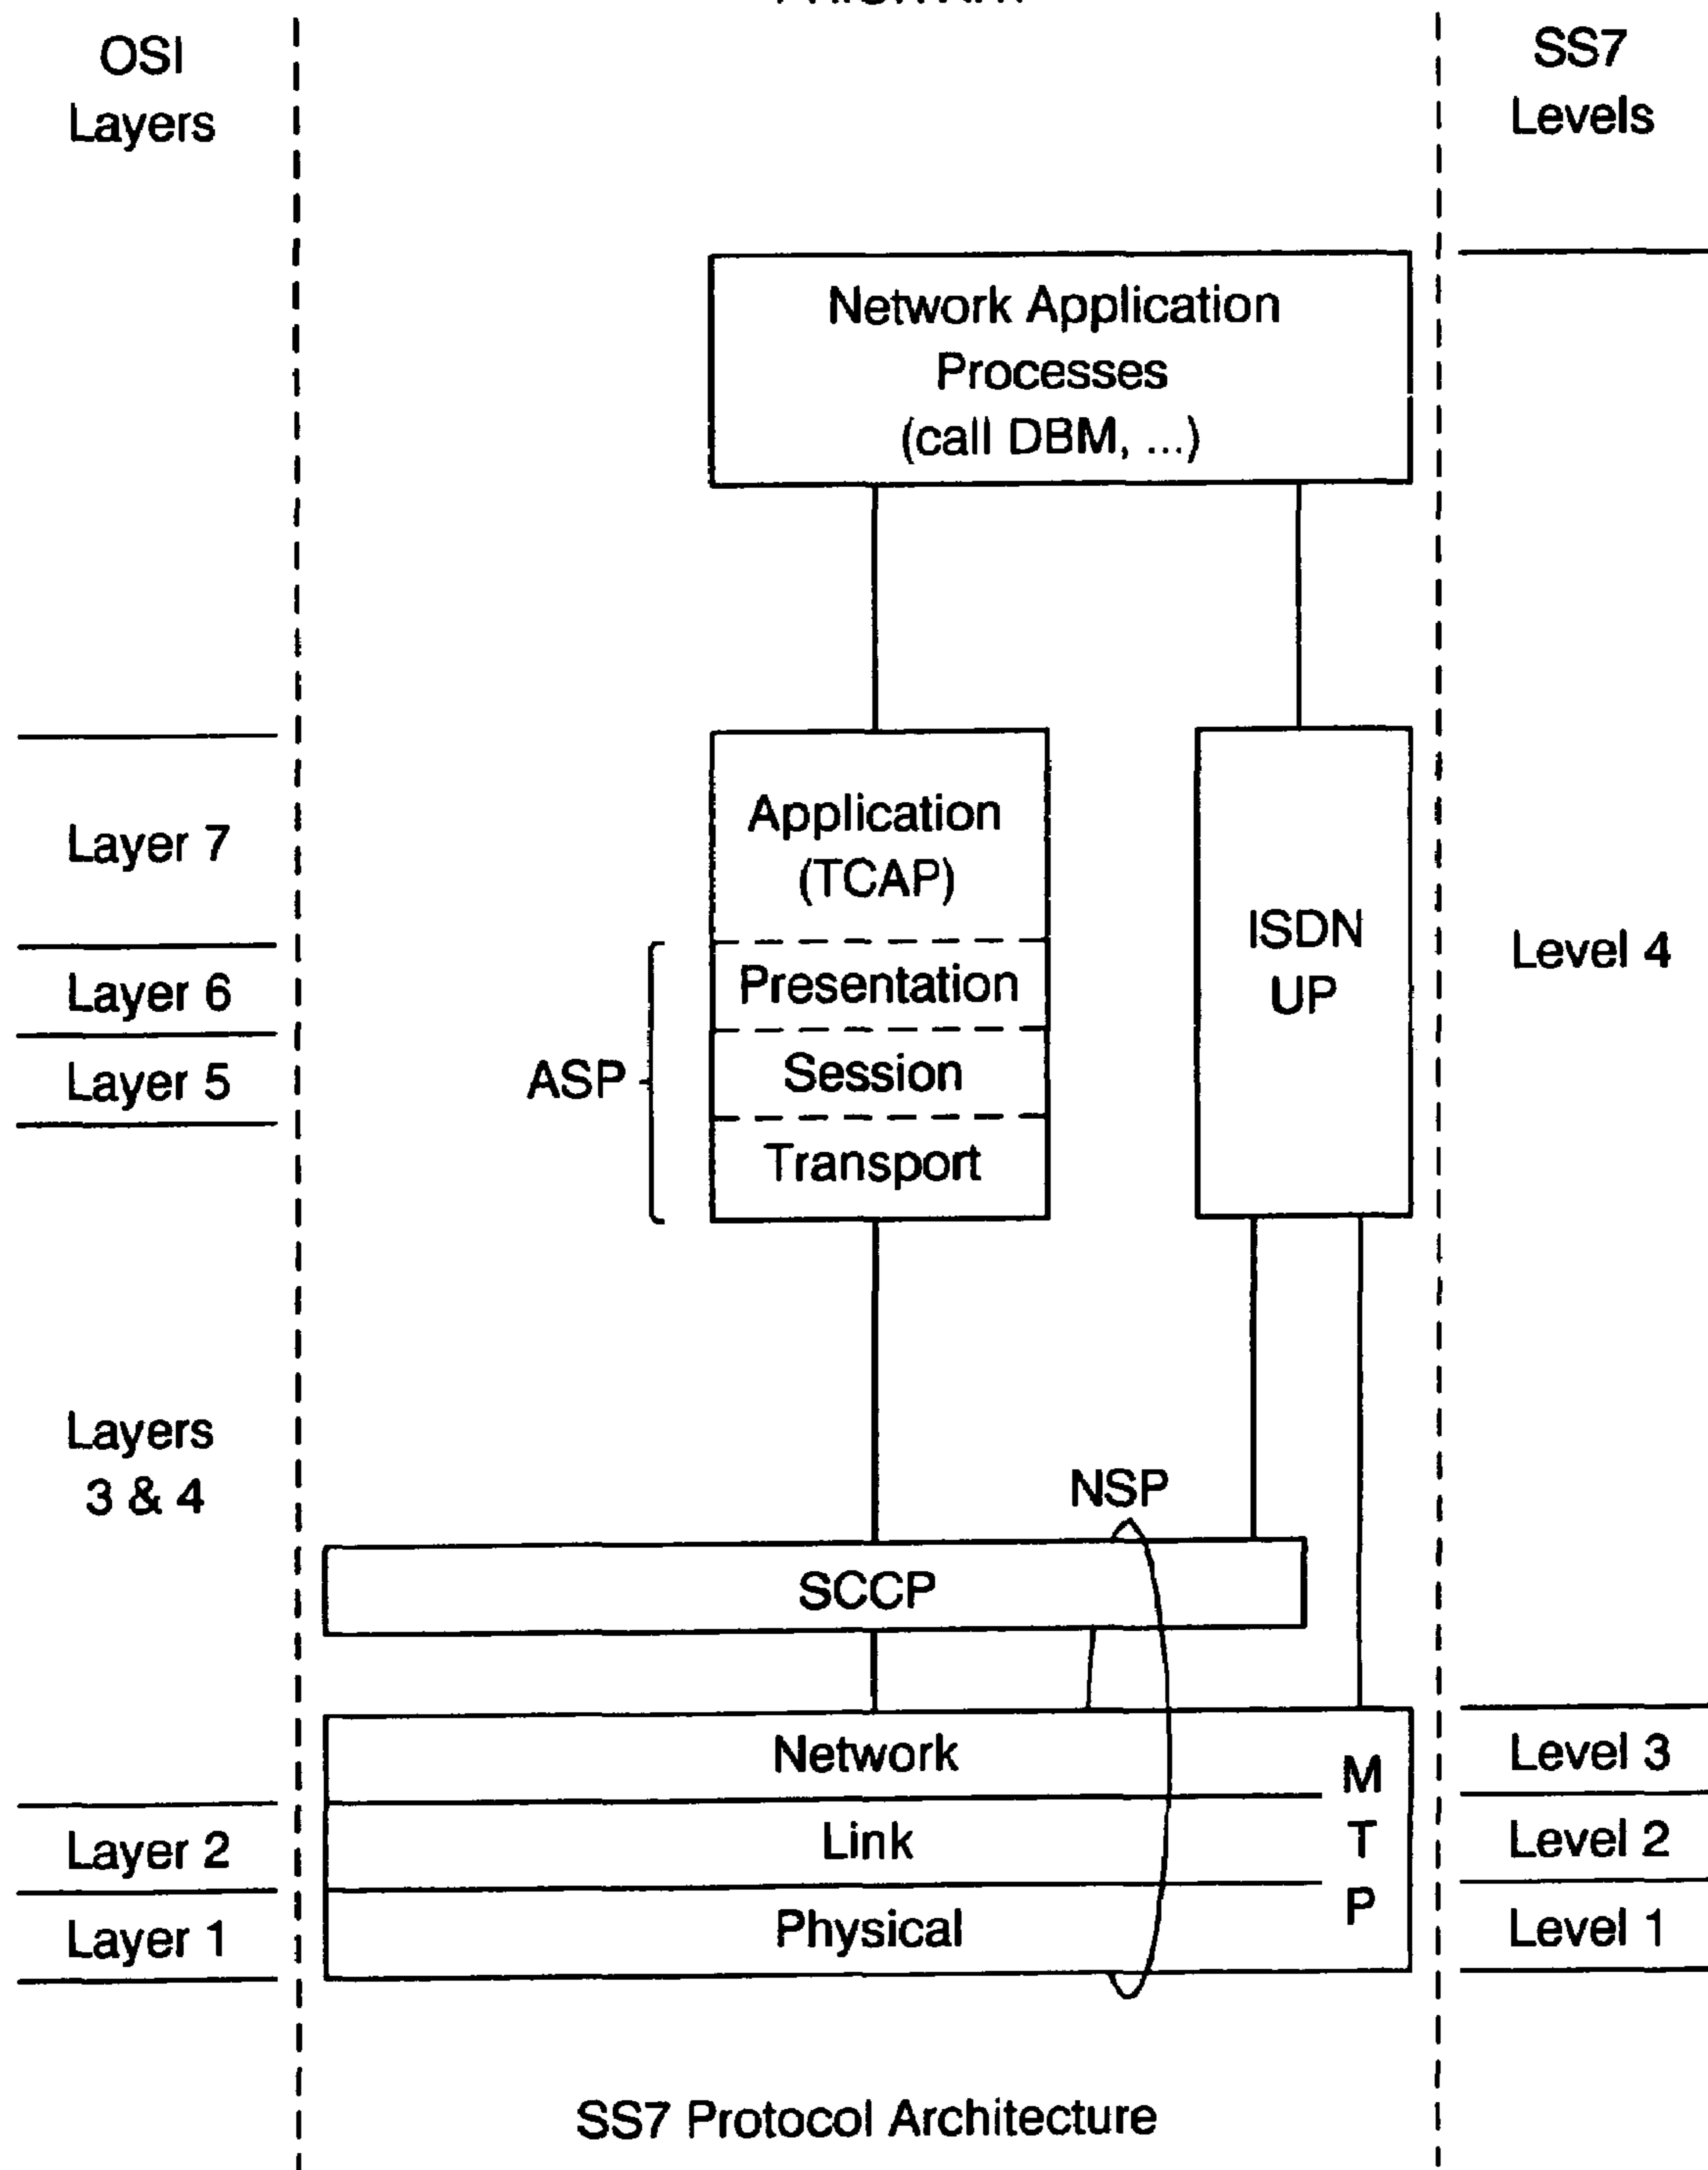 OSI
Layers
SS7
Levels
Network Application
Processes
(call DBM, ...)
Layer 7
Application
(TCAP)
ISDN
UP
Level 4
Layer 6
Presentation
Layer 5
ASP
Session
Transport
Layers
3 & 4
NSP
SCCP
Network
M
T
P
Level 3
Layer 2
Link
Level 2
Layer 1
Physical
Level 1
SS7 Protocol Architecture